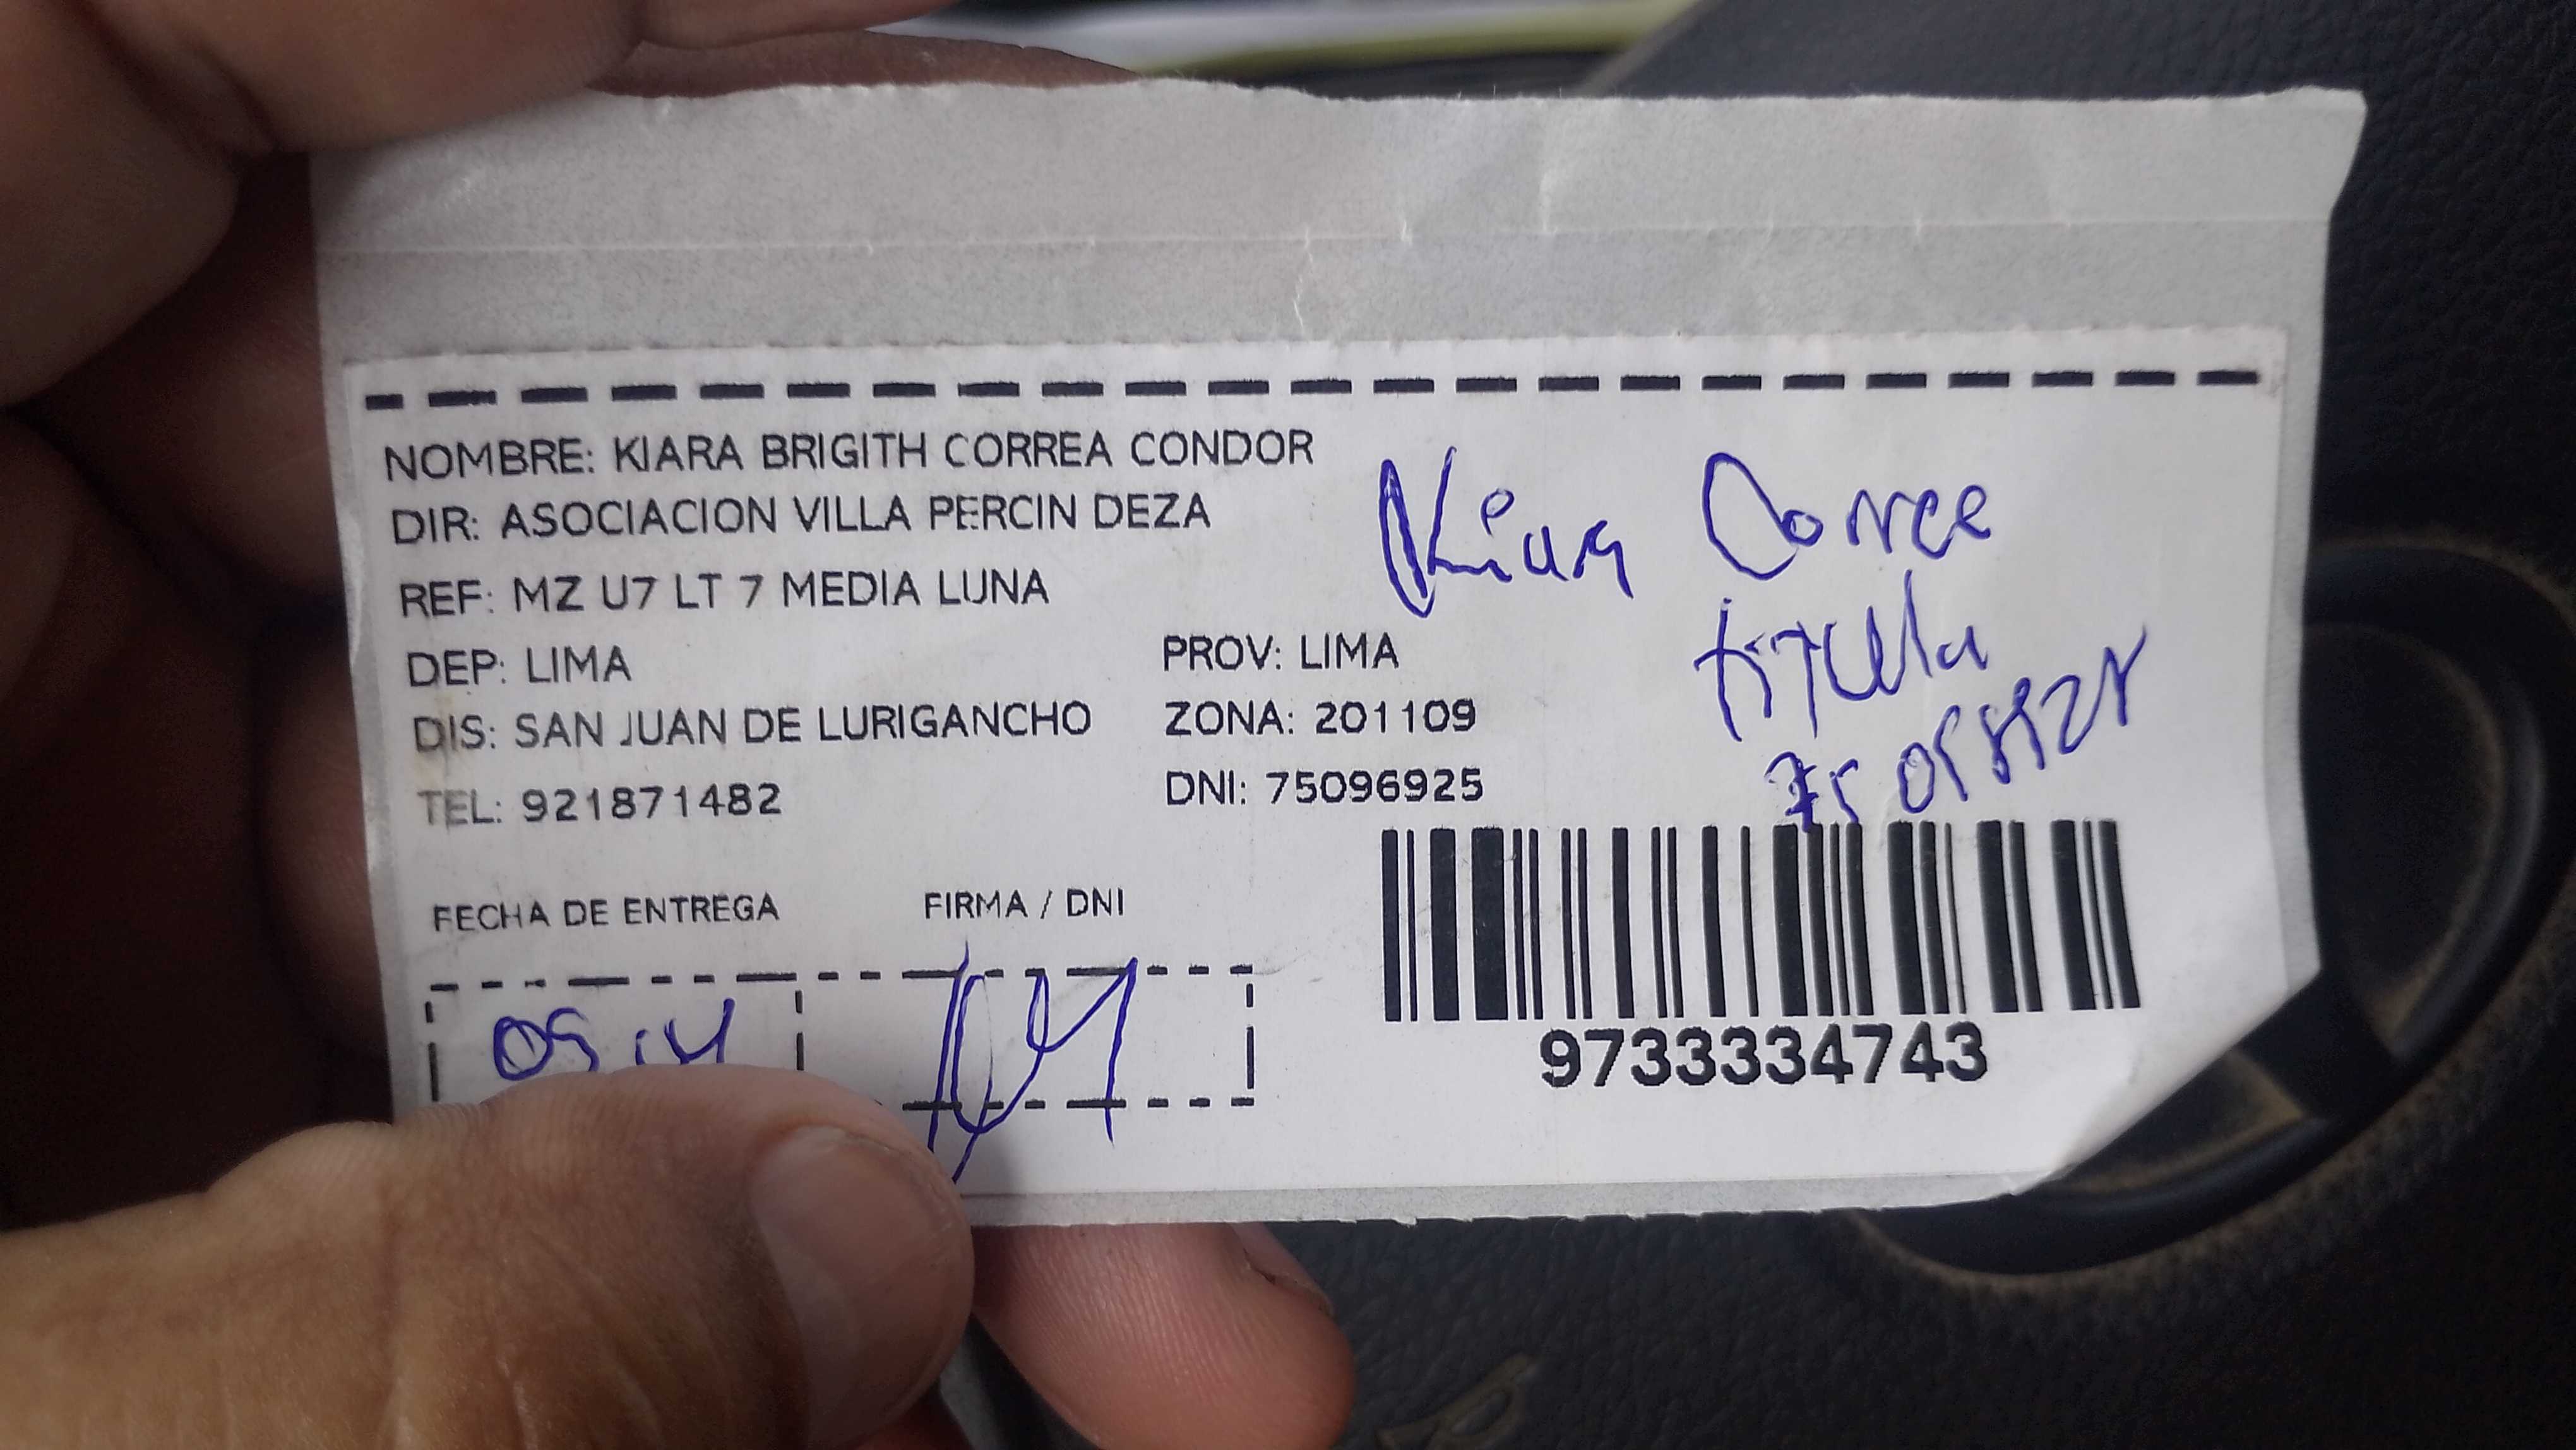 NOMBRE: KIARA BRIGITH CORREA CONDOR
DIR: ASOCIACION VILLA PERCIN DEZA
REF: MZ U7 LT 7 MEDIA LUNA
DEP: LIMA
PROV: LIMA
DIS: SAN JUAN DE LURIGANCHO
ZONA: 201109
TEL: 921871482
DNI: 75096925
Kiara Correa
FECHA DE ENTREGA
FIRMA / DNI
9733334743